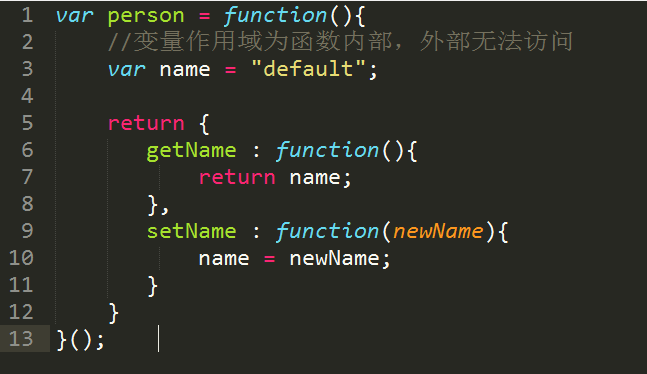 1 var person = function(){
2     //变量作用域为函数内部，外部无法访问
3     var name = "default";
4
5     return {
6        getName : function(){
7            return name;
8        },
9        setName : function(newName){
10            name = newName;
11        }
12     }
13 }();